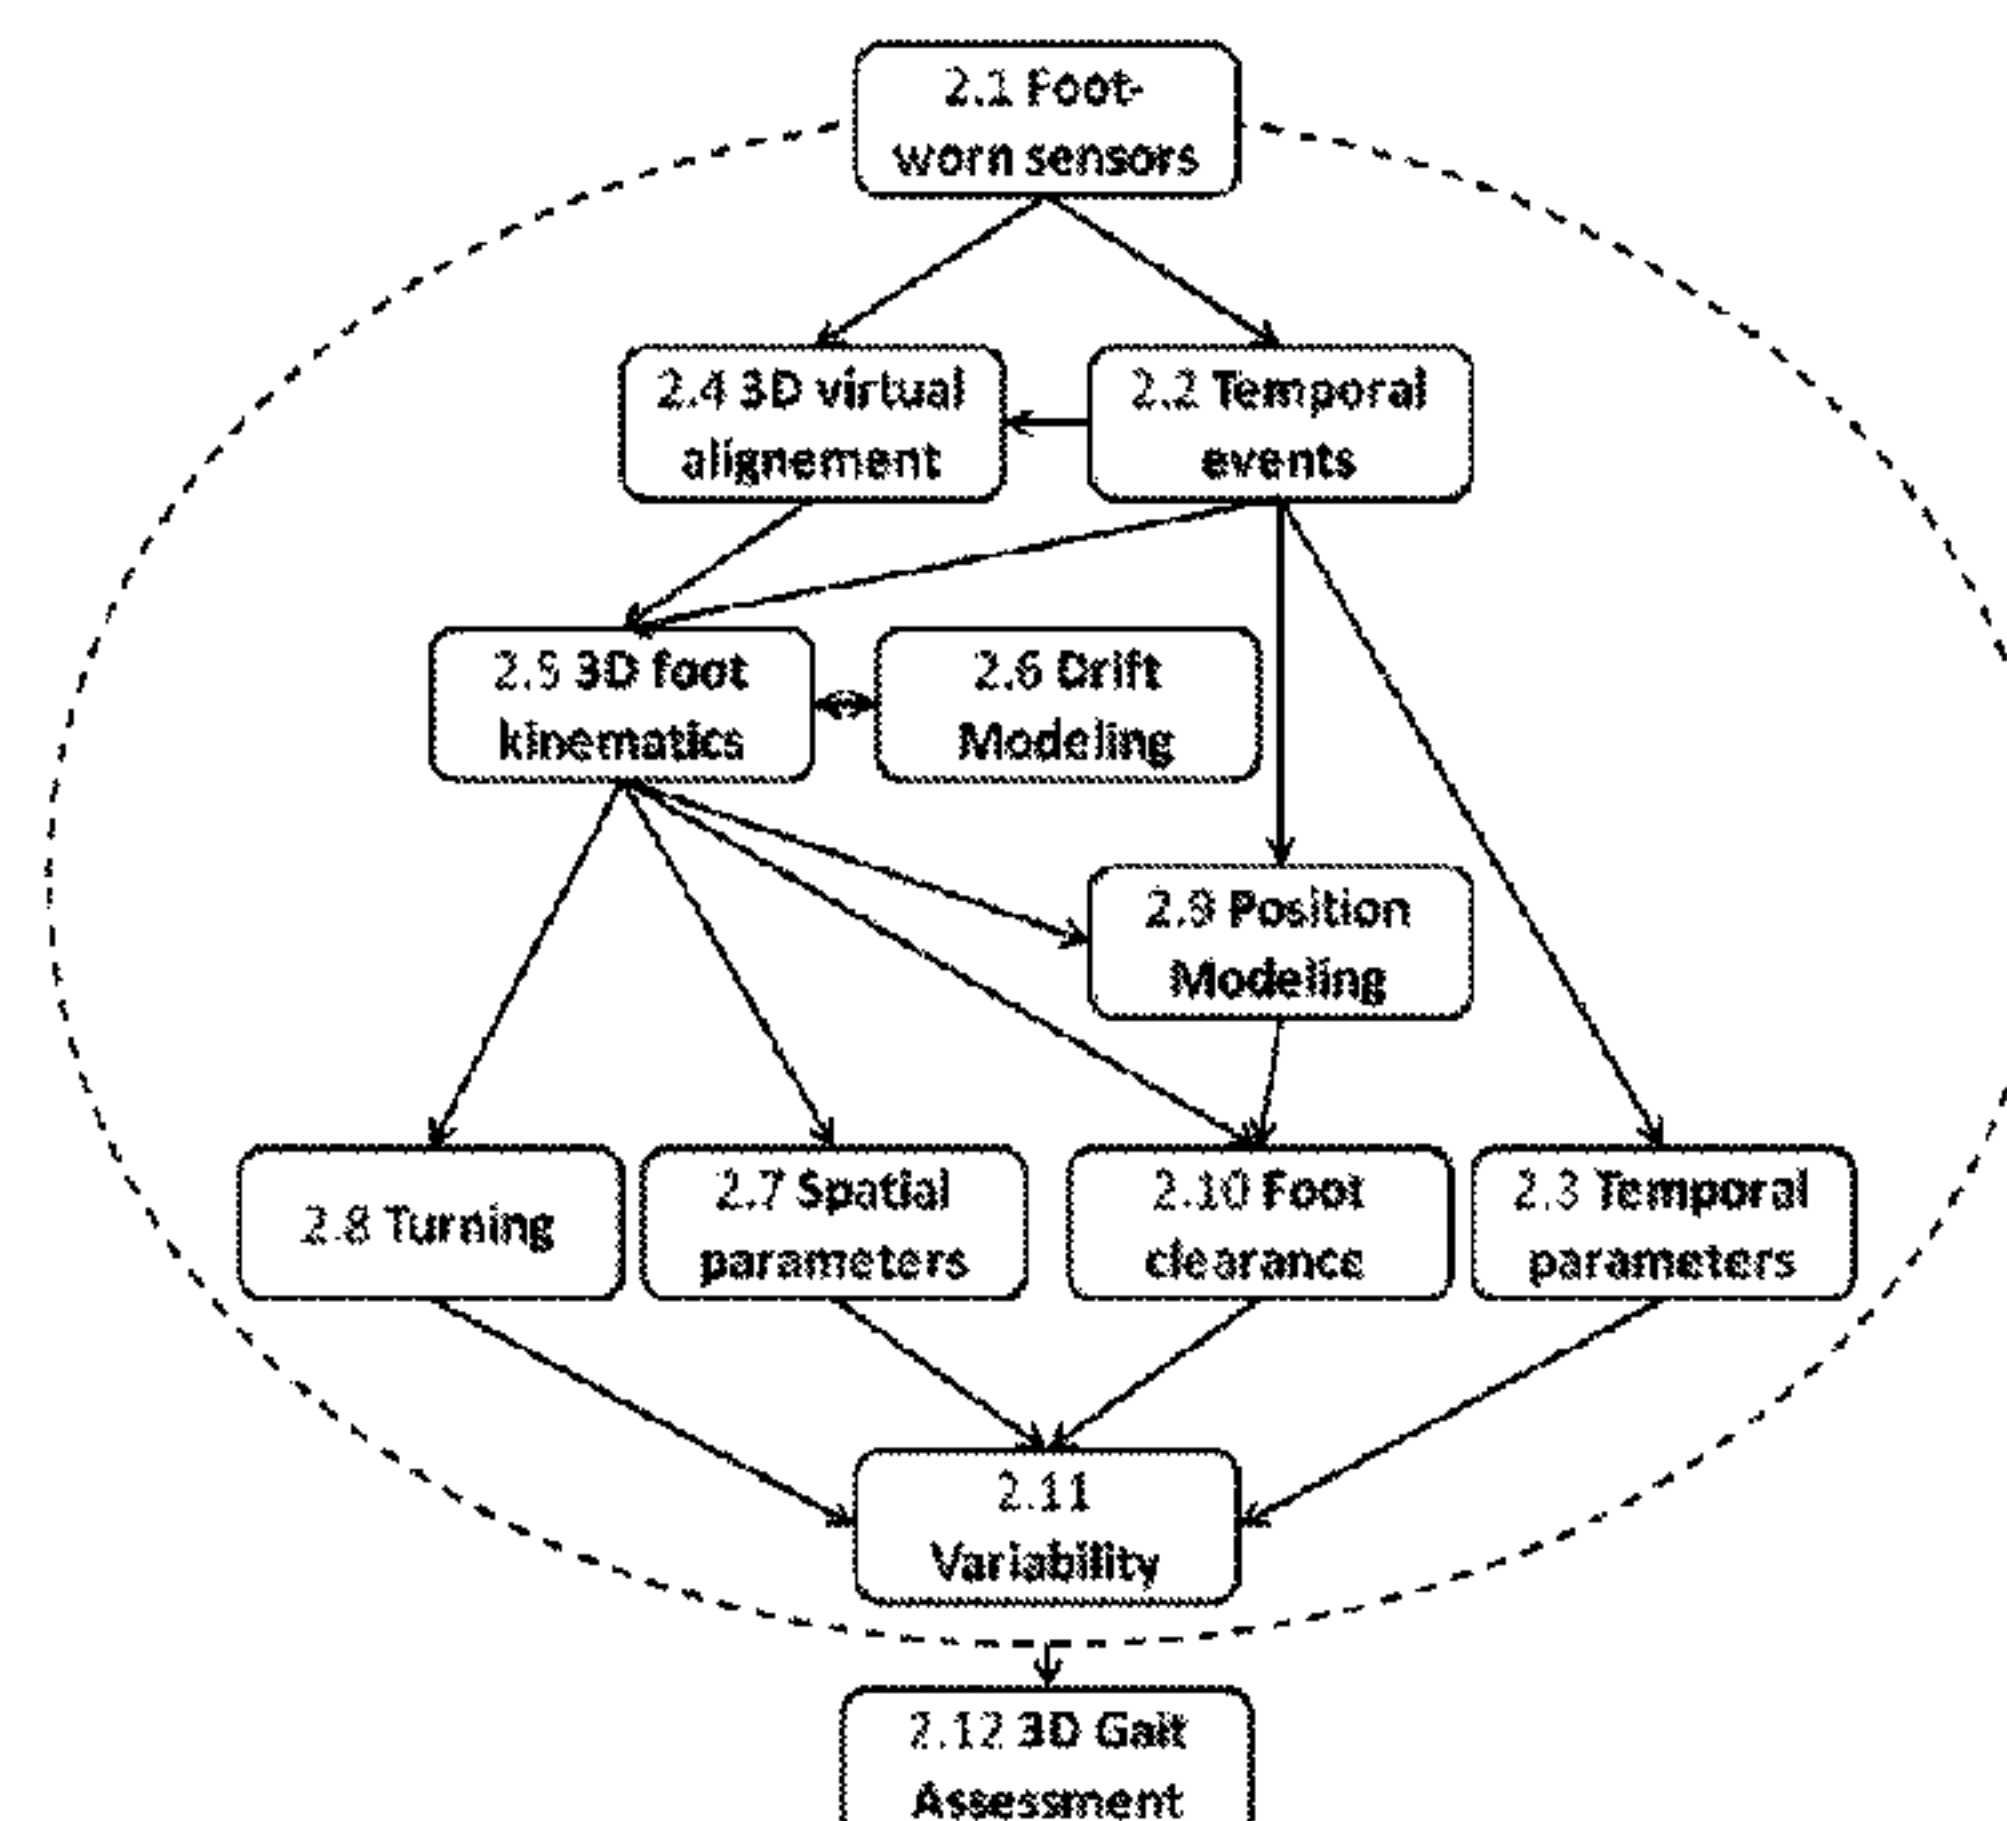 2.1 Foot-
worn sensors
2.4 3D virtual
alignement
2.2 Temporal
events
2.5 3D foot
kinematics
2.6 Drift
Modeling
2.9 Position
Modeling
2.8 Turning
2.7 Spatial
parameters
2.10 Foot
clearance
2.3 Temporal
parameters
2.11
Variability
2.12 3D Gait
Assessment